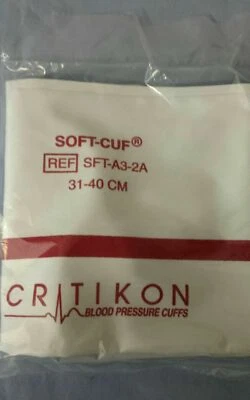 SOFT-CUF®
REF SFT-A3-2A
31-40 CM
CRITIKON
BLOOD PRESSURE CUFFS